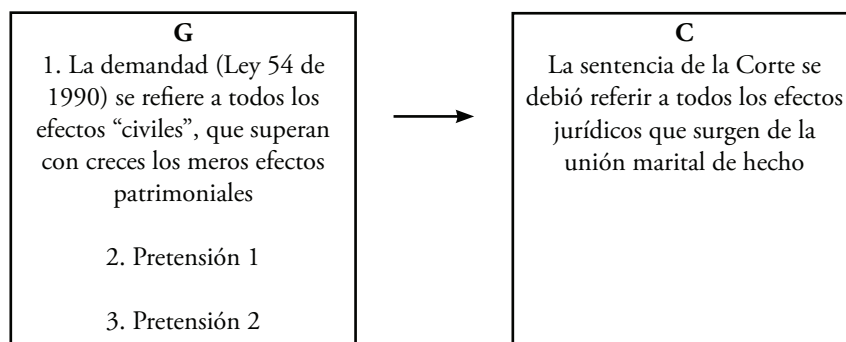 G
1. La demandad (Ley 54 de
1990) se refiere a todos los
efectos “civiles”, que superan
con creces los meros efectos
patrimoniales
2. Pretensión 1
3. Pretensión 2
C
La sentencia de la Corte se
debió referir a todos los efectos
jurídicos que surgen de la
unión marital de hecho